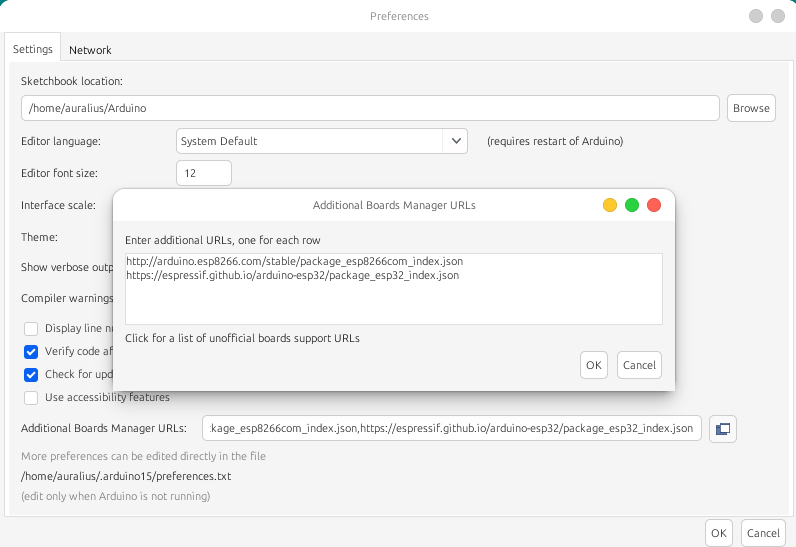 Preferences
Settings Network
Sketchbook location:
/home/auralius/Arduino Browse
Editor language: System Default (requires restart of Arduino)
Editor font size: 12
Interface scale:
Theme:
Show verbose outp
Compiler warnings
Display line nu
Verify code af
Check for upd
Use accessibility features
Additional Boards Manager URLs
Enter additional URLs, one for each row
http://arduino.esp8266.com/stable/package_esp8266com_index.json
https://espressif.github.io/arduino-esp32/package_esp32_index.json
Click for a list of unofficial boards support URLs
OK Cancel
Additional Boards Manager URLs: kage_esp8266com_index.json,https://espressif.github.io/arduino-esp32/package_esp32_index.json
More preferences can be edited directly in the file
/home/auralius/.arduino15/preferences.txt
(edit only when Arduino is not running)
OK Cancel